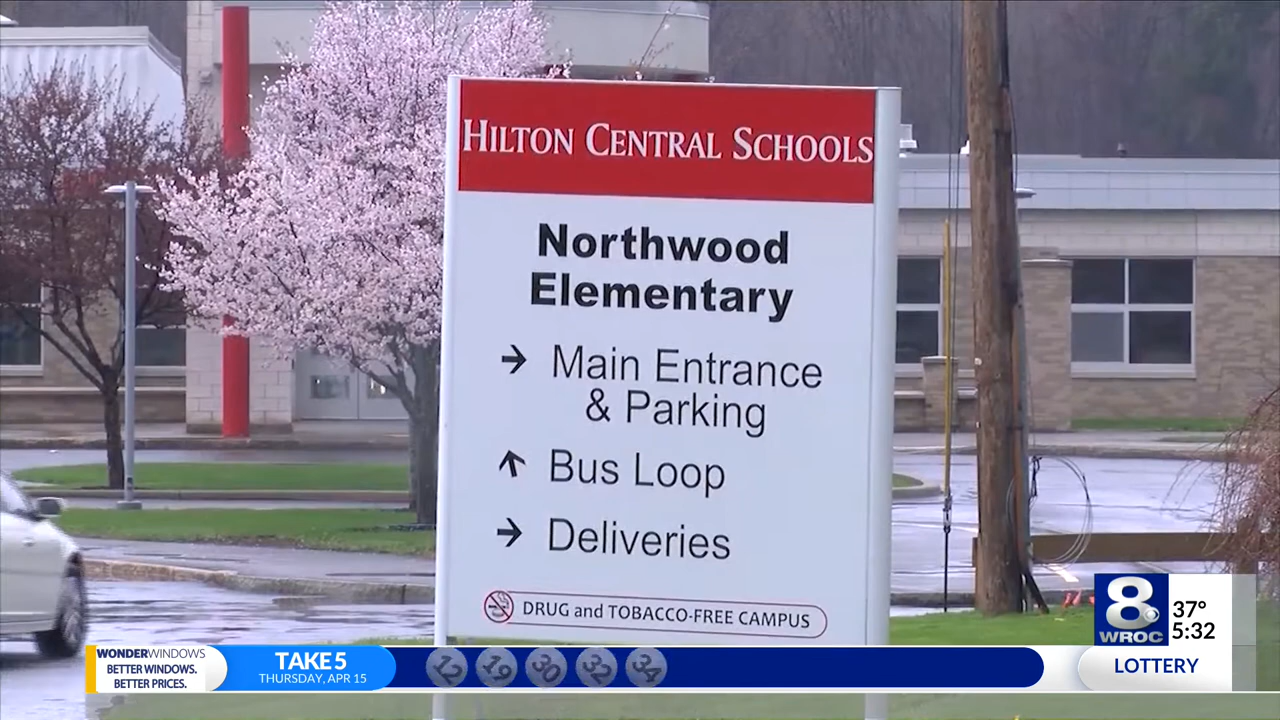 HILTON CENTRAL SCHOOLS
Northwood
Elementary
→ Main Entrance
& Parking
↑ Bus Loop
→ Deliveries
DRUG and TOBACCO-FREE CAMPUS
8
WROC
37°
5:32
LOTTERY
WONDERWINDOWS
BETTER WINDOWS.
BETTER PRICES.
TAKE 5
THURSDAY, APR 15
12 19 30 32 34